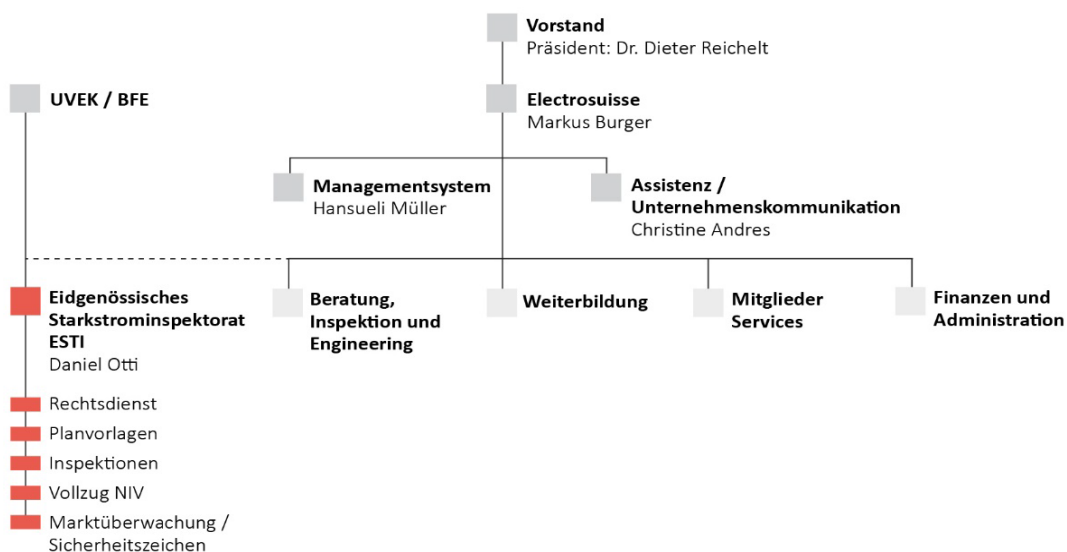 Vorstand
Präsident: Dr. Dieter Reichelt
UVEK / BFE
Electrosuisse
Markus Burger
Managementsystem
Hansueli Müller
Assistenz /
Unternehmenskommunikation
Christine Andres
Eidgenössisches
Starkstrominspektorat
ESTI
Daniel Otti
Beratung,
Inspektion und
Engineering
Weiterbildung
Mitglieder
Services
Finanzen und
Administration
Rechtsdienst
Planvorlagen
Inspektionen
Vollzug NIV
Marktüberwachung /
Sicherheitszeichen